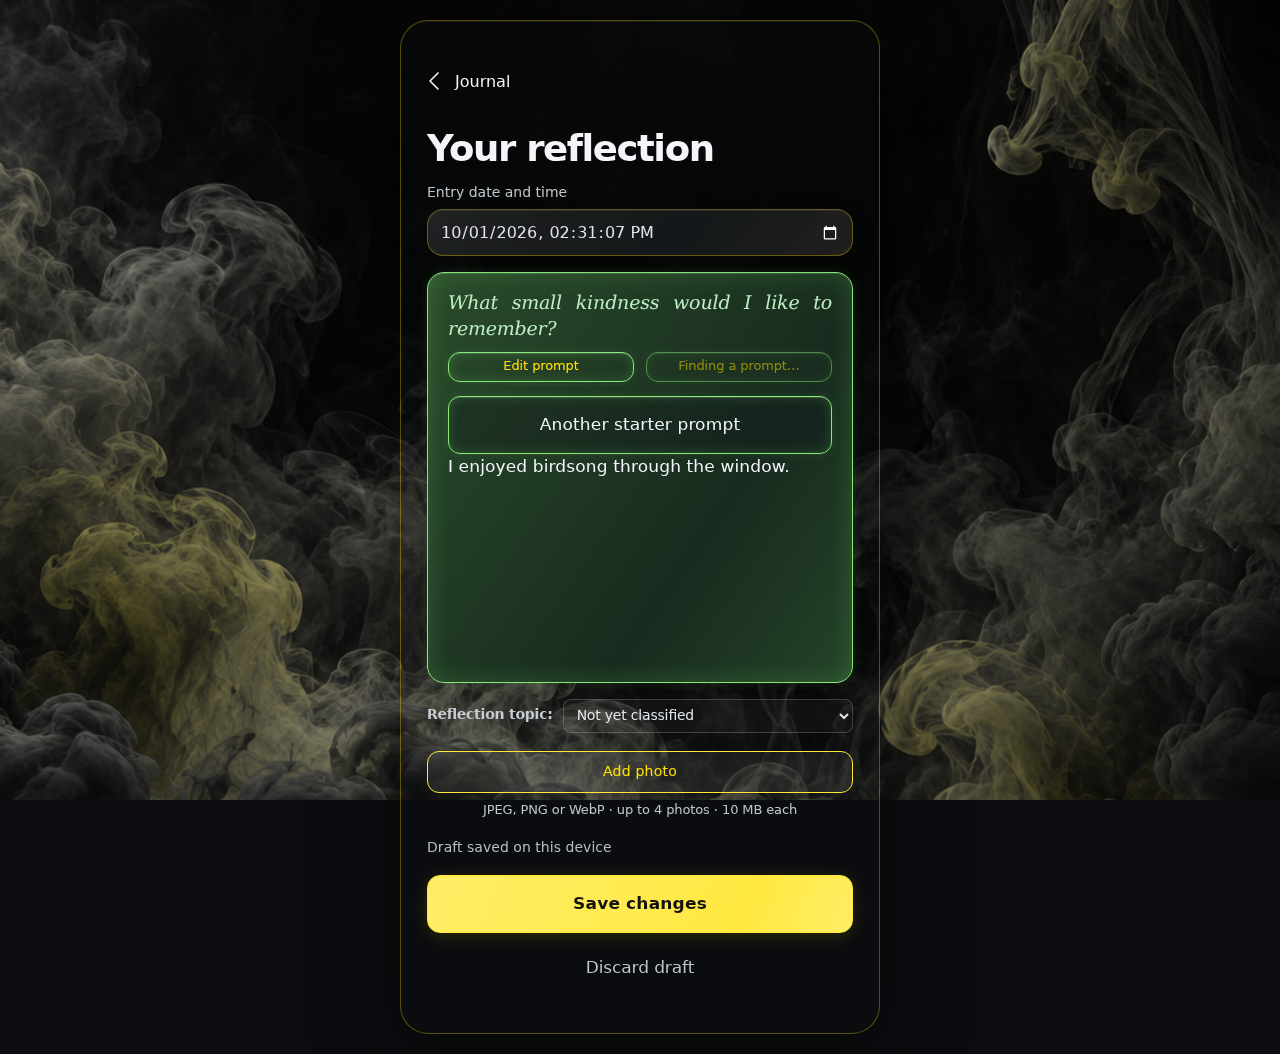 Journal
Your reflection
Entry date and time
10/01/2026, 02:31:07 PM
What small kindness would I like to
remember?
Edit prompt
Finding a prompt…
Another starter prompt
I enjoyed birdsong through the window.
Reflection topic:
Not yet classified
Add photo
JPEG, PNG or WebP · up to 4 photos · 10 MB each
Draft saved on this device
Save changes
Discard draft